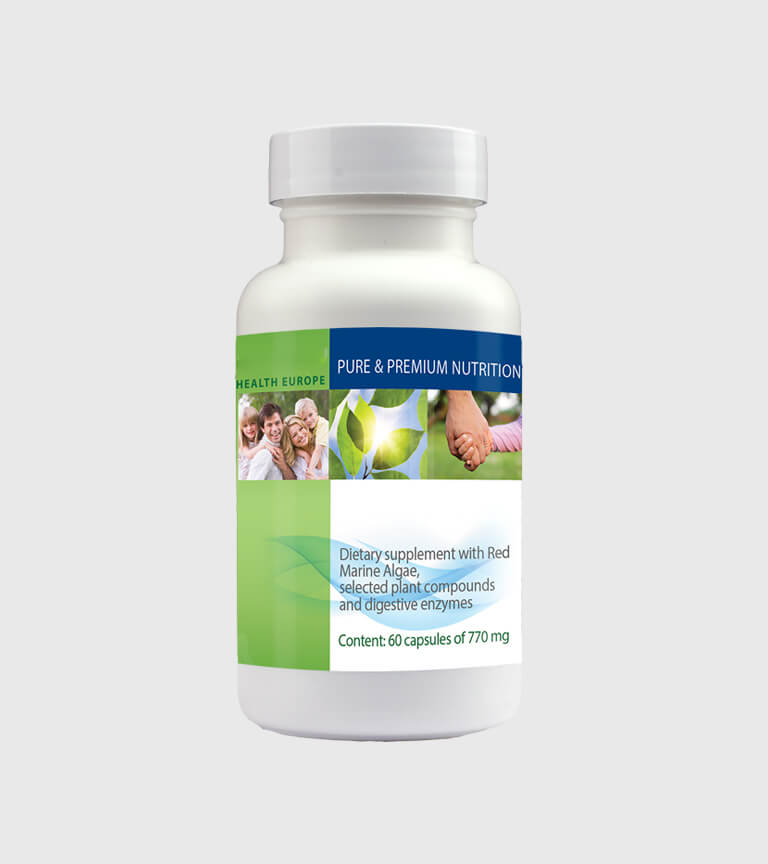 HEALTH EUROPE
PURE & PREMIUM NUTRITION
Dietary supplement with Red
Marine Algae,
selected plant compounds
and digestive enzymes
Content: 60 capsules of 770 mg